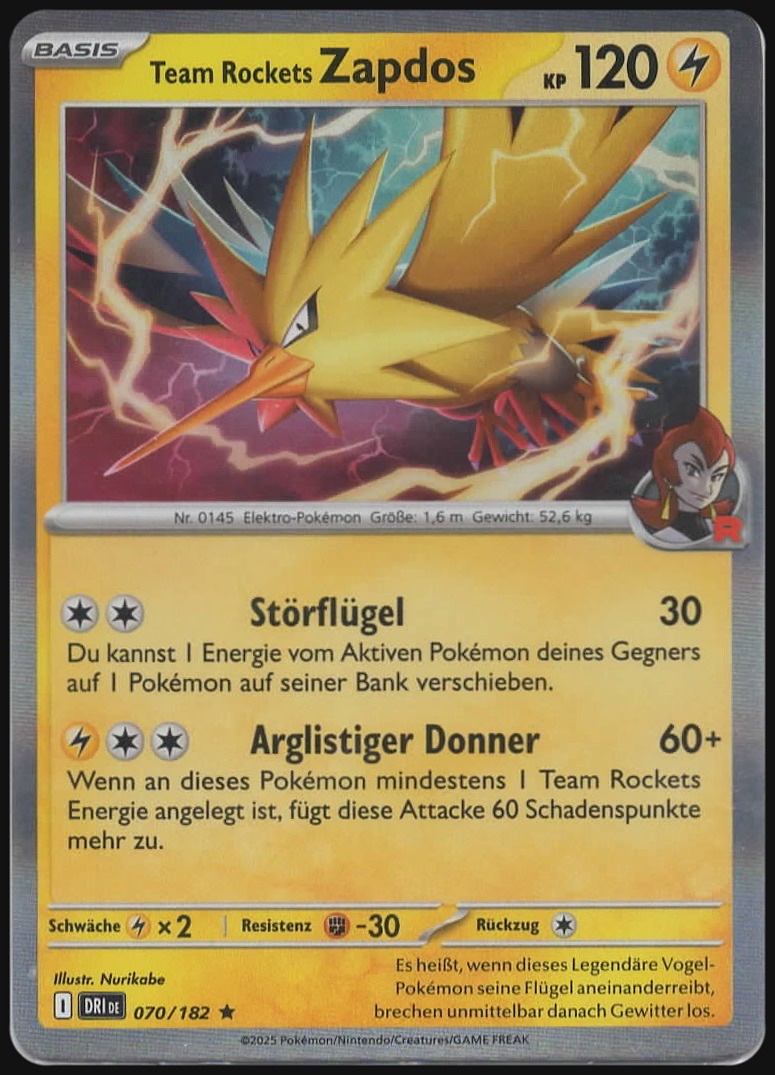 BASIS
Team Rockets Zapdos KP 120
Nr. 0145 Elektro-Pokémon Größe: 1,6 m Gewicht: 52,6 kg
R
Störflügel 30
Du kannst 1 Energie vom Aktiven Pokémon deines Gegners
auf 1 Pokémon auf seiner Bank verschieben.
Arglistiger Donner 60+
Wenn an dieses Pokémon mindestens 1 Team Rockets
Energie angelegt ist, fügt diese Attacke 60 Schadenspunkte
mehr zu.
Schwäche ×2 Resistenz -30 Rückzug
Illustr. Nurikabe
I DRI DE 070/182 ★
Es heißt, wenn dieses Legendäre Vogel-
Pokémon seine Flügel aneinanderreibt,
brechen unmittelbar danach Gewitter los.
©2025 Pokémon/Nintendo/Creatures/GAME FREAK